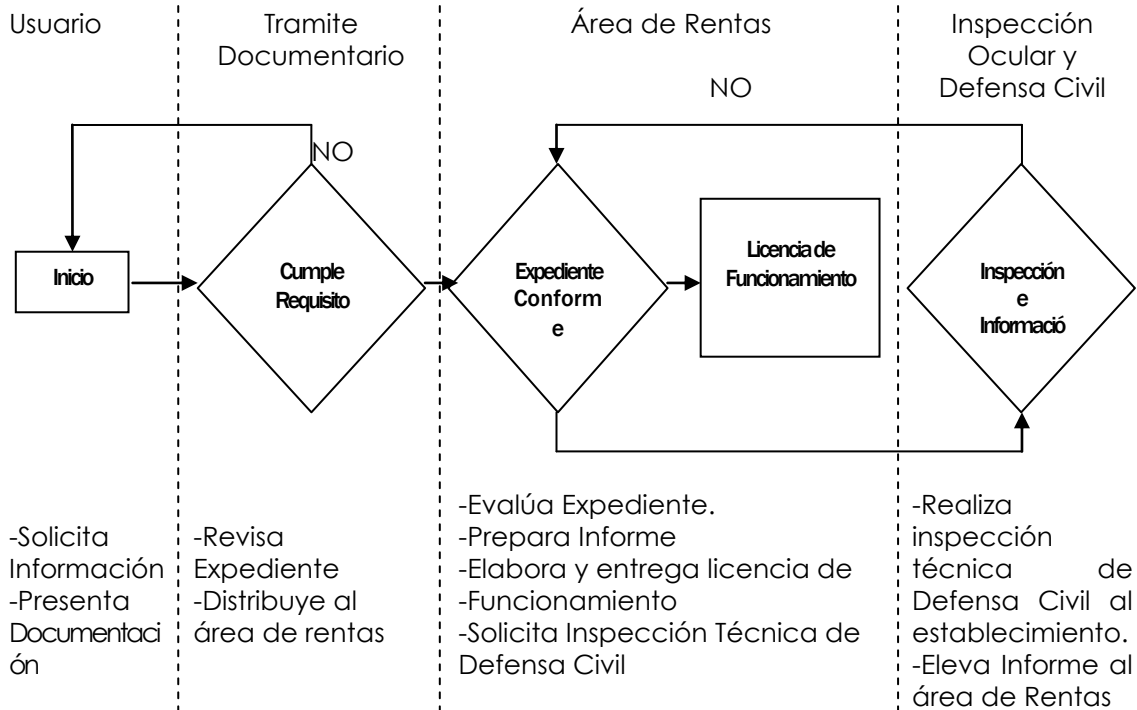 Usuario
Tramite
Documentario
Área de Rentas
Inspección
Ocular y
Defensa Civil
NO
NO
Inicio
Cumple
Requisito
Expediente
Conform
e
Licencia de
Funcionamiento
Inspección
e
Informació
-Solicita
Información
-Presenta
Documentaci
ón
-Revisa
Expediente
-Distribuye al
área de rentas
-Evalúa Expediente.
-Prepara Informe
-Elabora y entrega licencia de
-Funcionamiento
-Solicita Inspección Técnica de
Defensa Civil
-Realiza
inspección
técnica de
Defensa Civil al
establecimiento.
-Eleva Informe al
área de Rentas